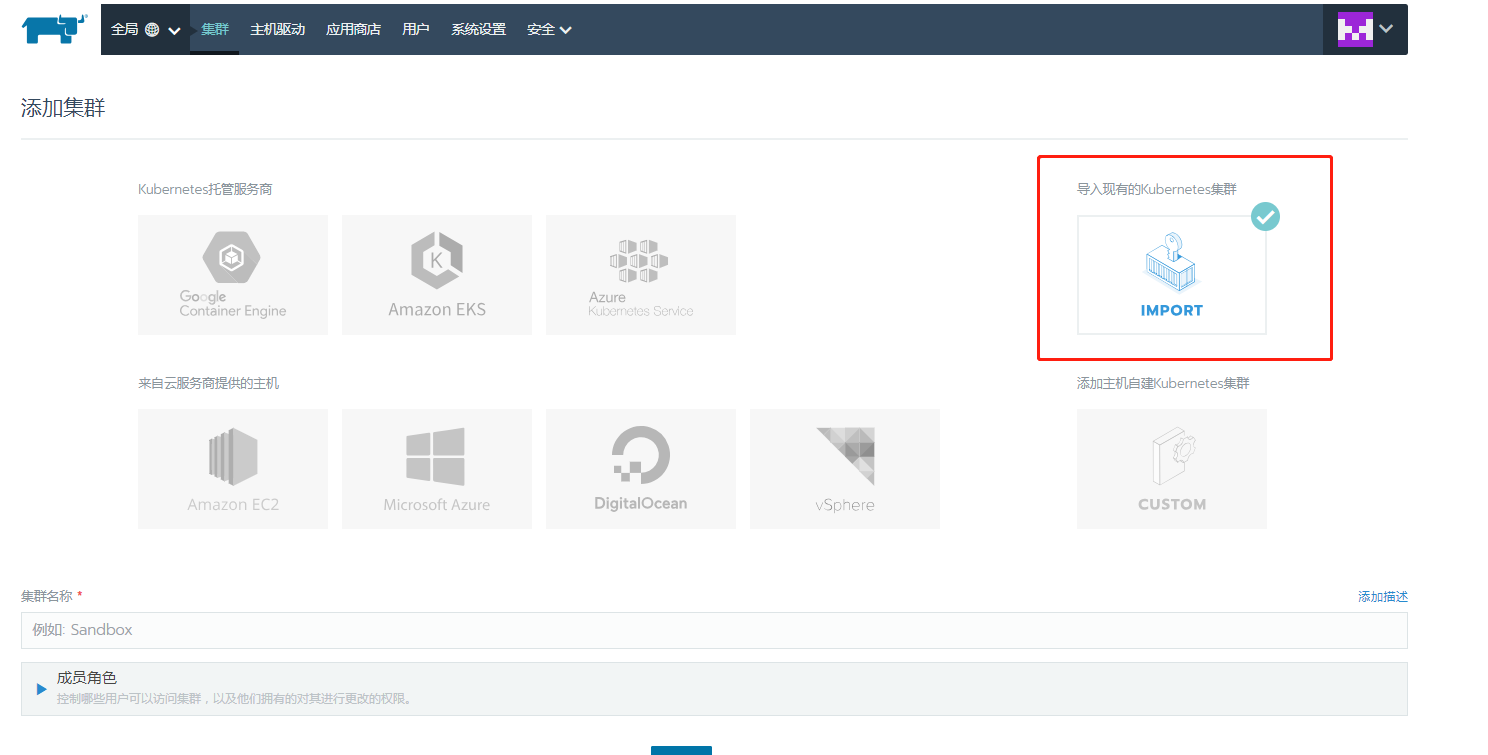 全局 集群 主机驱动 应用商店 用户 系统设置 安全
添加集群
Kubernetes托管服务商 导入现有的Kubernetes集群
Google
Container Engine
Amazon EKS
Azure
Kubernetes Service
IMPORT
来自云服务商提供的主机 添加主机自建Kubernetes集群
Amazon EC2 Microsoft Azure DigitalOcean vSphere CUSTOM
集群名称 * 添加描述
例如: Sandbox
成员角色
控制哪些用户可以访问集群，以及他们拥有的对其进行更改的权限。